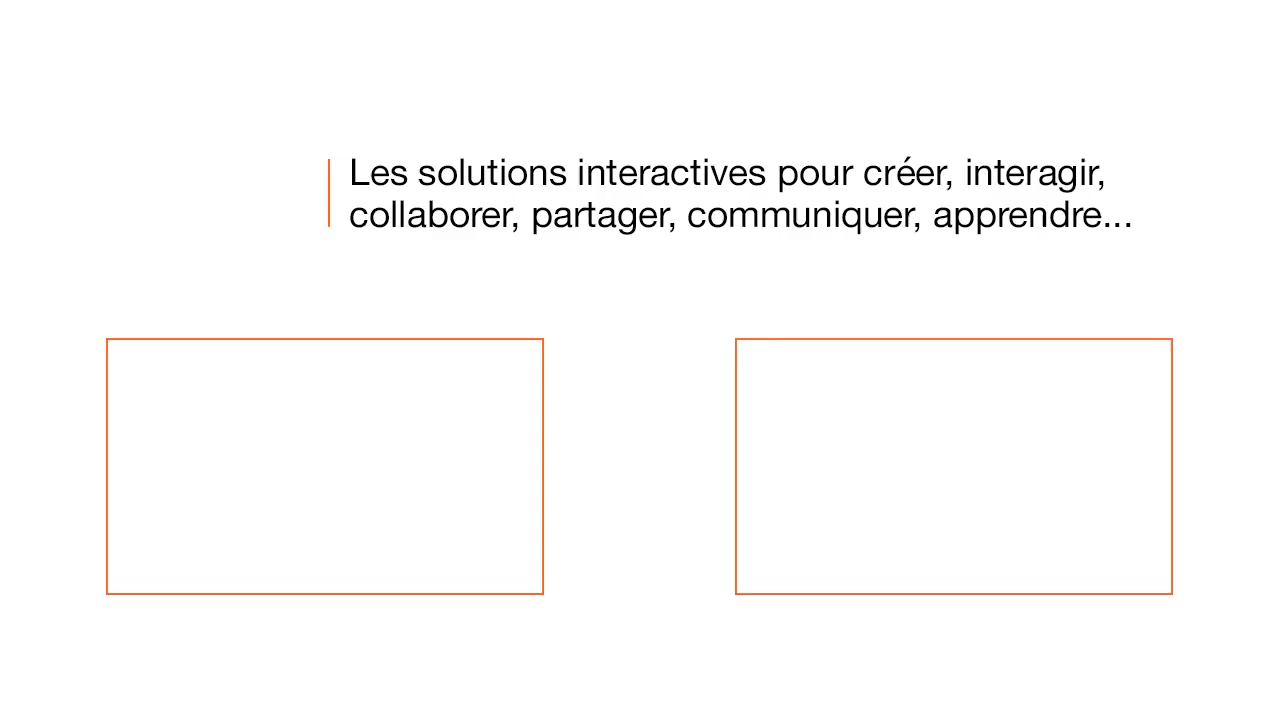 Les solutions interactives pour créer, interagir,
collaborer, partager, communiquer, apprendre...